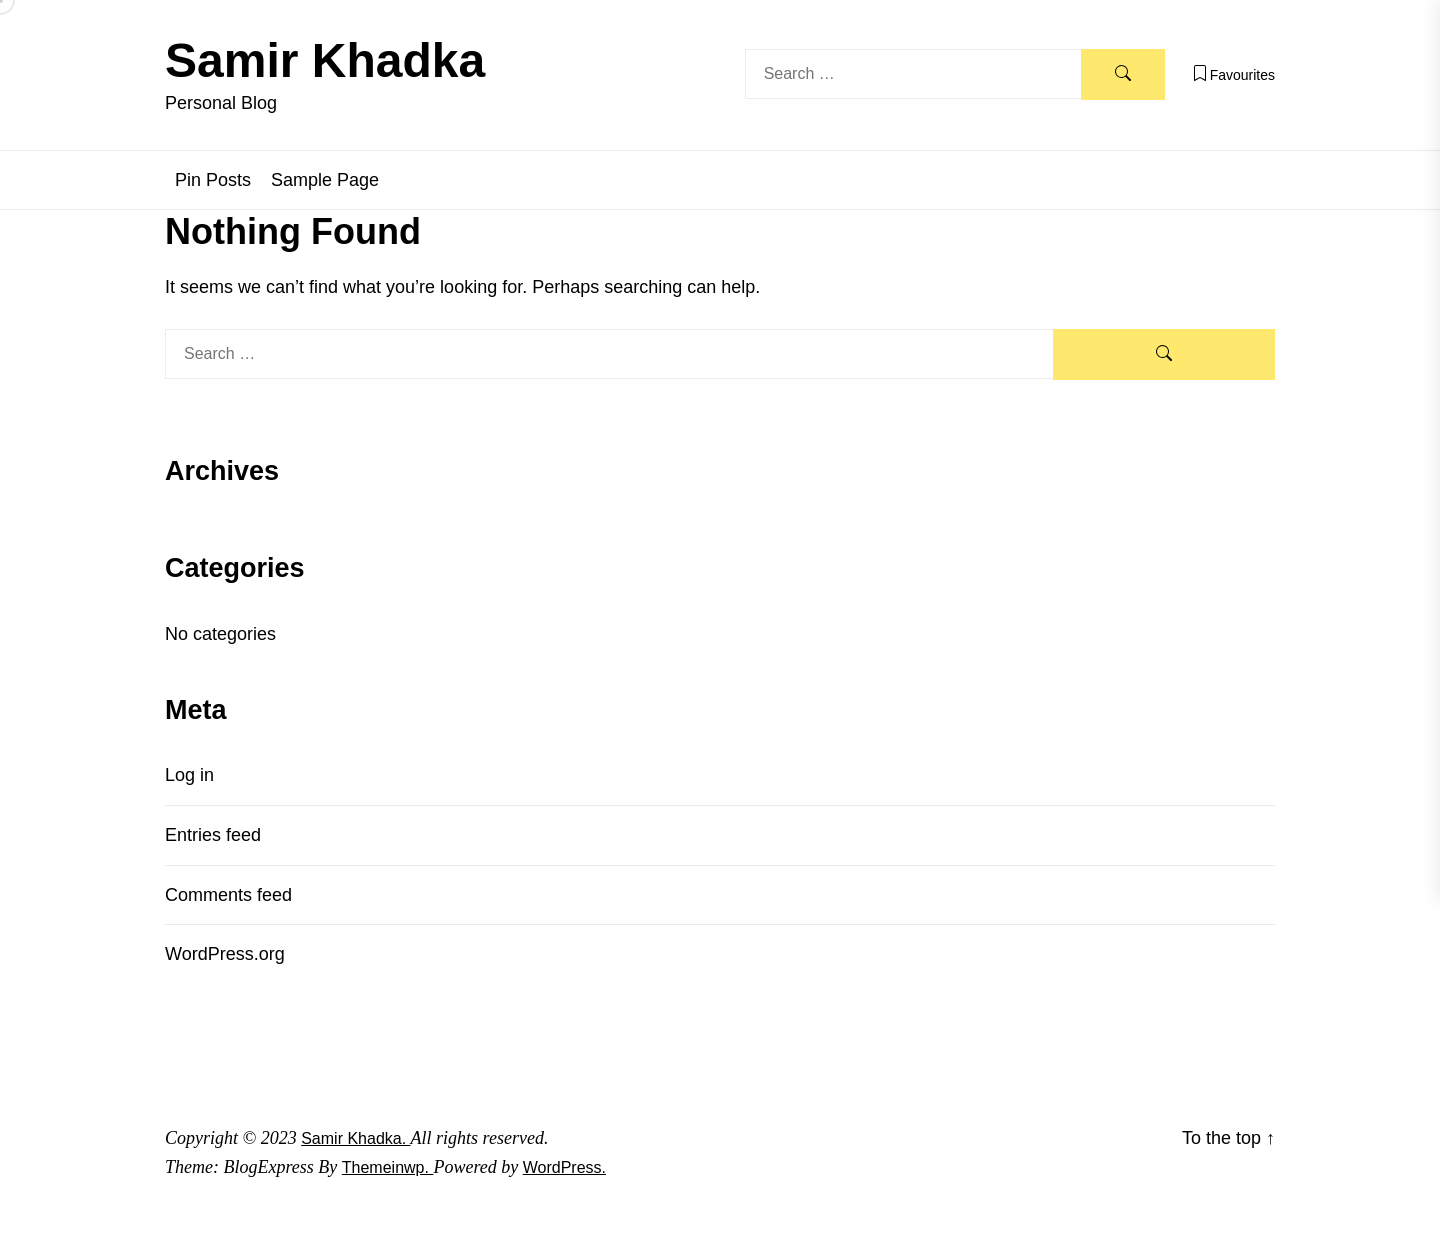 Samir Khadka
Personal Blog
Search …
Favourites
Pin Posts
Sample Page
Nothing Found
It seems we can’t find what you’re looking for. Perhaps searching can help.
Search …
Archives
Categories
No categories
Meta
Log in
Entries feed
Comments feed
WordPress.org
Copyright © 2023 Samir Khadka. All rights reserved.
Theme: BlogExpress By Themeinwp. Powered by WordPress.
To the top ↑